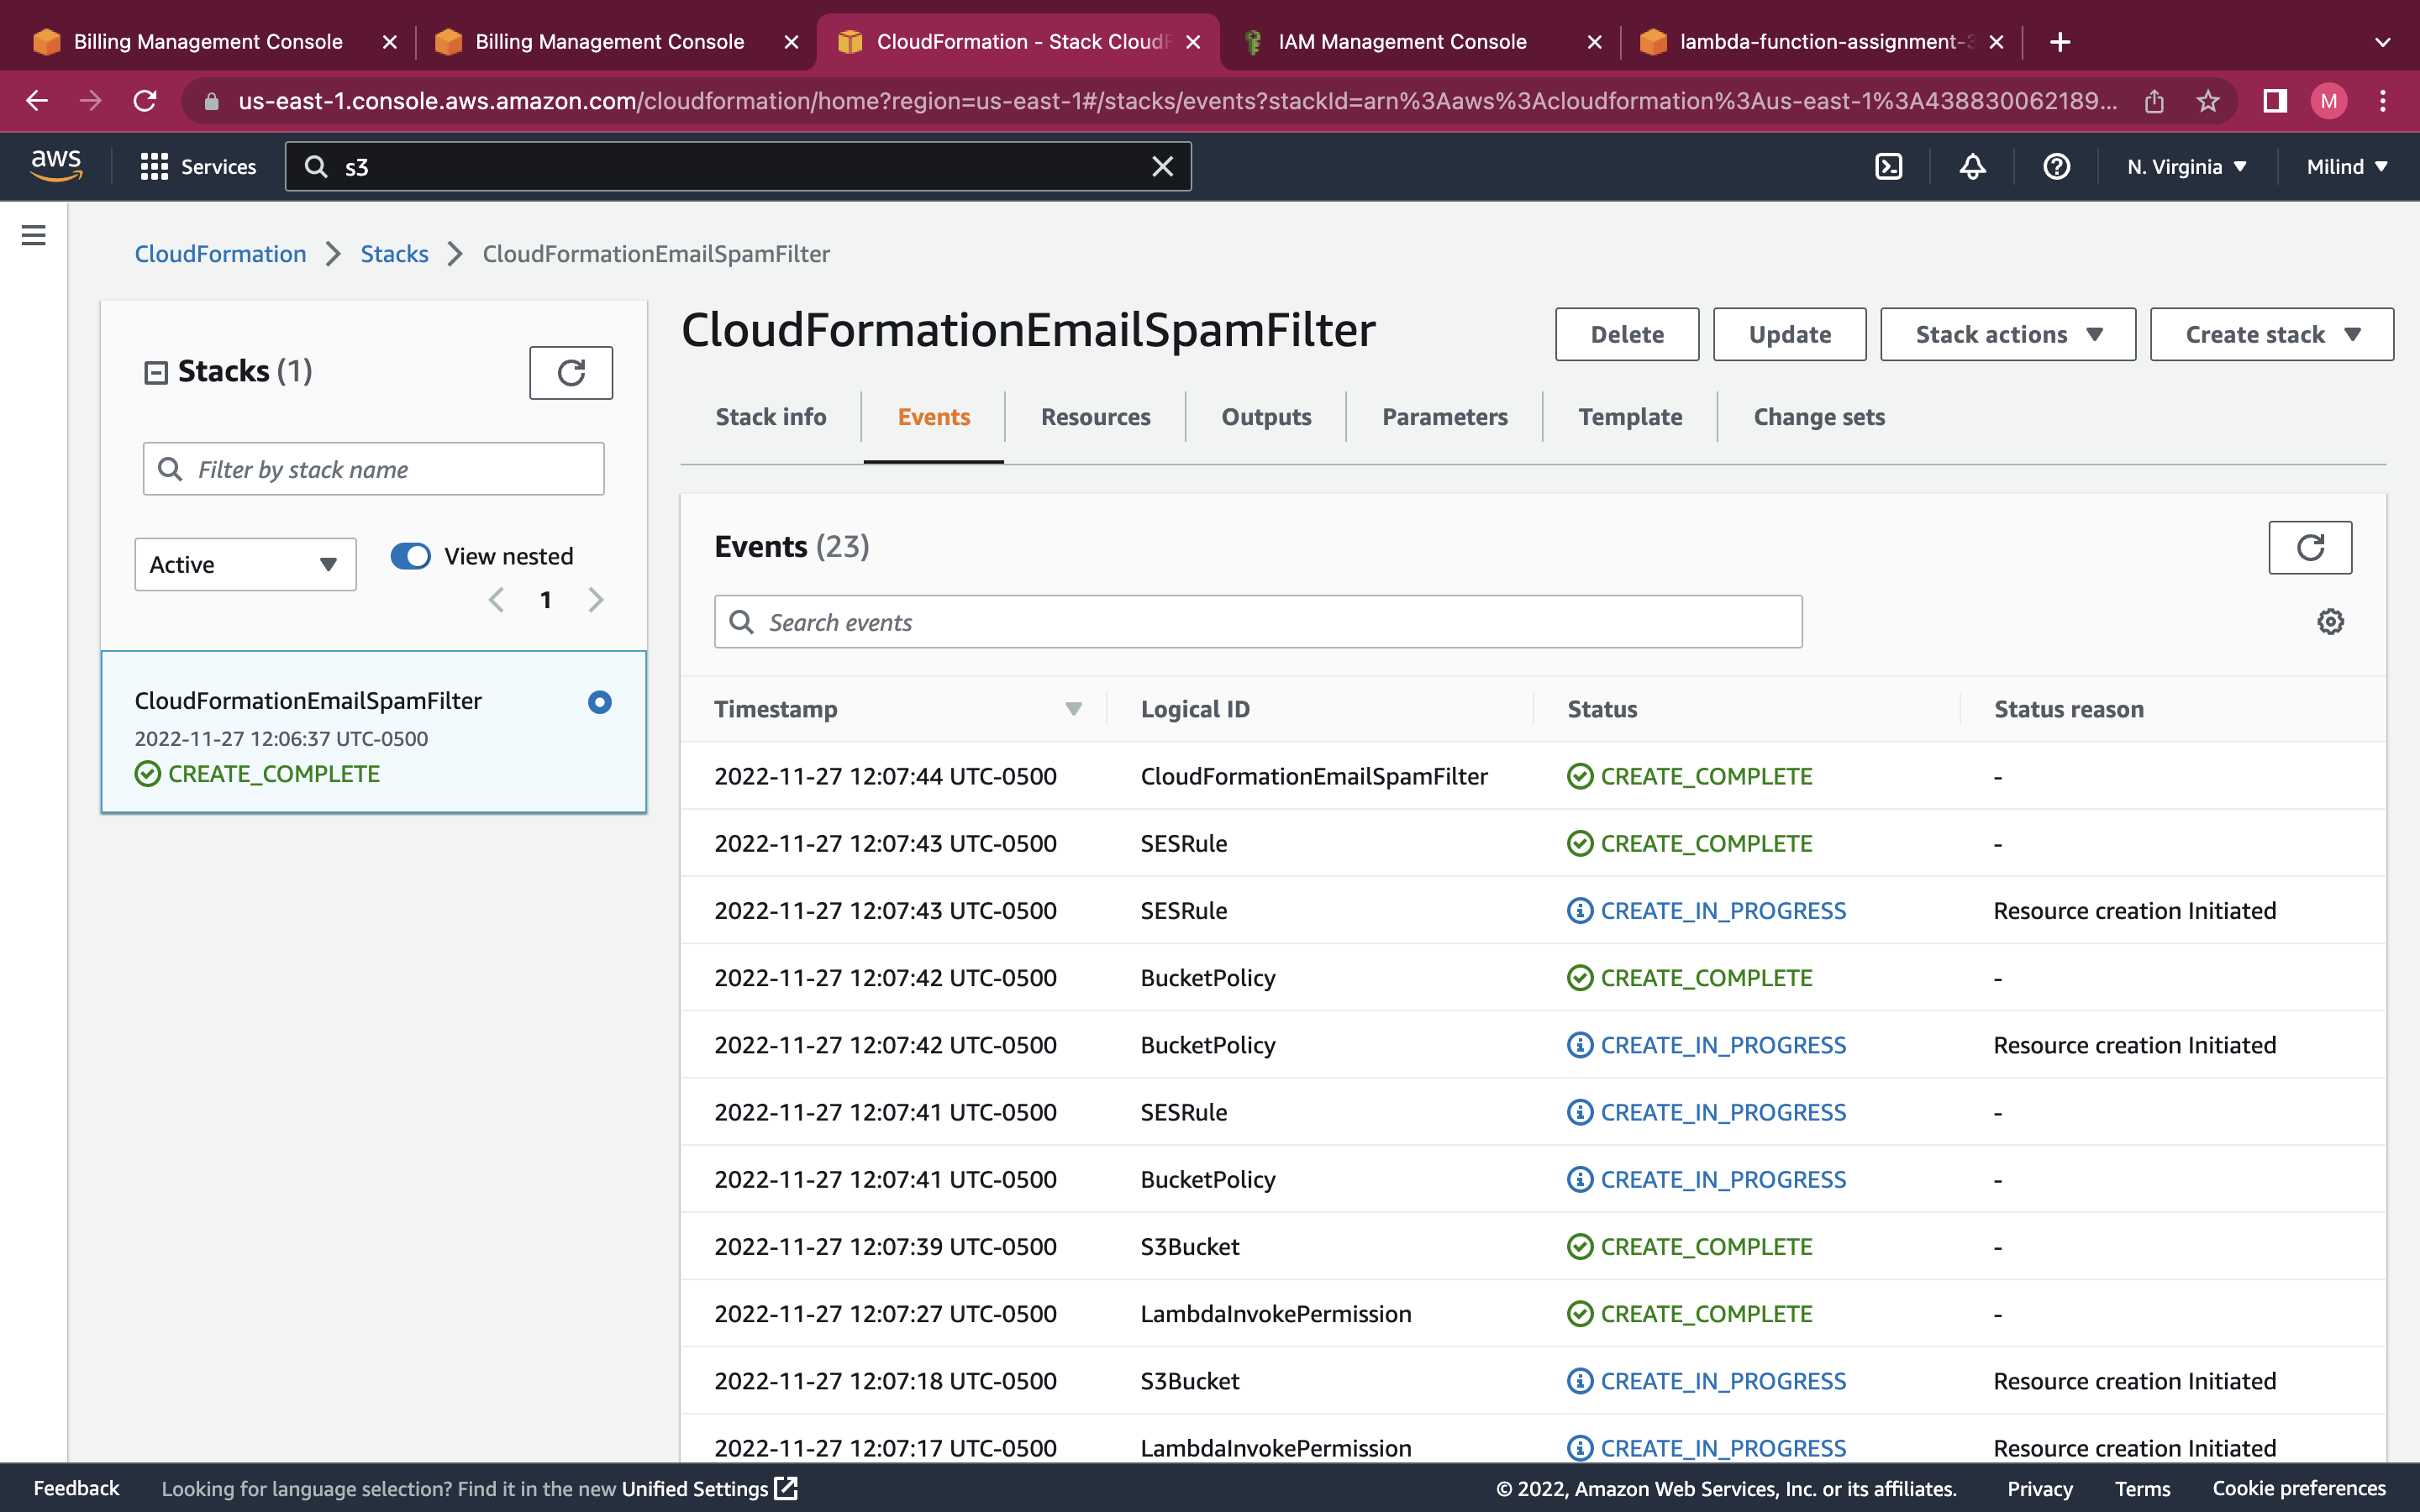 Billing Management Console
Billing Management Console
CloudFormation - Stack CloudF
IAM Management Console
lambda-function-assignment-3
us-east-1.console.aws.amazon.com/cloudformation/home?region=us-east-1#/stacks/events?stackId=arn%3Aaws%3Acloudformation%3Aus-east-1%3A438830062189...
M
aws
Services
s3
N. Virginia
Milind
CloudFormation
Stacks
CloudFormationEmailSpamFilter
Stacks (1)
Filter by stack name
Active
View nested
1
CloudFormationEmailSpamFilter
2022-11-27 12:06:37 UTC-0500
CREATE_COMPLETE
CloudFormationEmailSpamFilter
Delete
Update
Stack actions
Create stack
Stack info
Events
Resources
Outputs
Parameters
Template
Change sets
Events (23)
Search events
Timestamp Logical ID Status Status reason
2022-11-27 12:07:44 UTC-0500 CloudFormationEmailSpamFilter CREATE_COMPLETE -
2022-11-27 12:07:43 UTC-0500 SESRule CREATE_COMPLETE -
2022-11-27 12:07:43 UTC-0500 SESRule CREATE_IN_PROGRESS Resource creation Initiated
2022-11-27 12:07:42 UTC-0500 BucketPolicy CREATE_COMPLETE -
2022-11-27 12:07:42 UTC-0500 BucketPolicy CREATE_IN_PROGRESS Resource creation Initiated
2022-11-27 12:07:41 UTC-0500 SESRule CREATE_IN_PROGRESS -
2022-11-27 12:07:41 UTC-0500 BucketPolicy CREATE_IN_PROGRESS -
2022-11-27 12:07:39 UTC-0500 S3Bucket CREATE_COMPLETE -
2022-11-27 12:07:27 UTC-0500 LambdaInvokePermission CREATE_COMPLETE -
2022-11-27 12:07:18 UTC-0500 S3Bucket CREATE_IN_PROGRESS Resource creation Initiated
2022-11-27 12:07:17 UTC-0500 LambdaInvokePermission CREATE_IN_PROGRESS Resource creation Initiated
Feedback
Looking for language selection? Find it in the new Unified Settings
© 2022, Amazon Web Services, Inc. or its affiliates.
Privacy
Terms
Cookie preferences